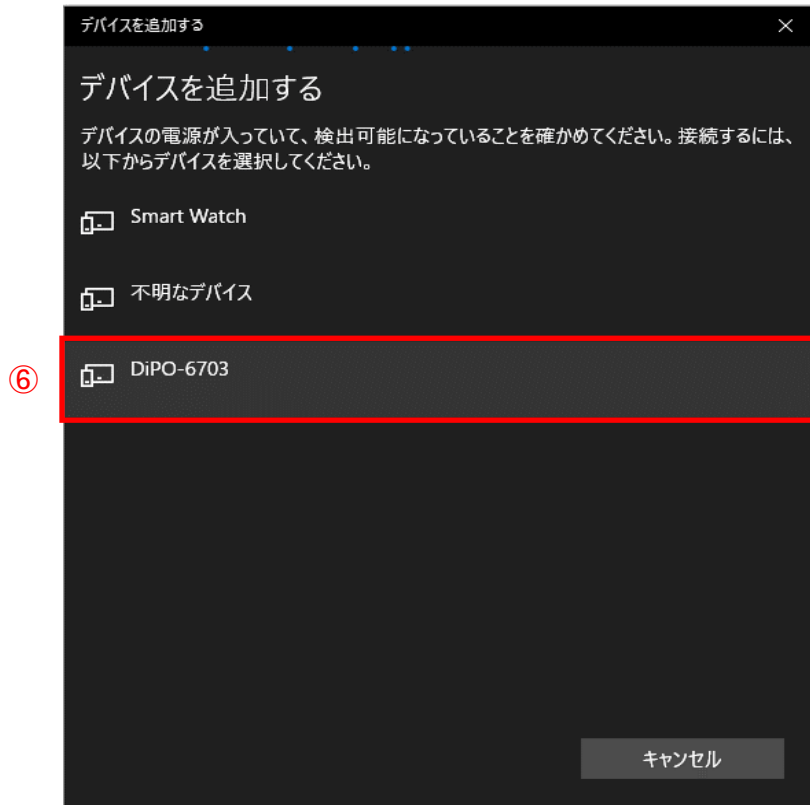 デバイスを追加する
デバイスを追加する
デバイスの電源が入っていて、検出可能になっていることを確かめてください。接続するには、
以下からデバイスを選択してください。
Smart Watch
不明なデバイス
⑥
DiPO-6703
キャンセル